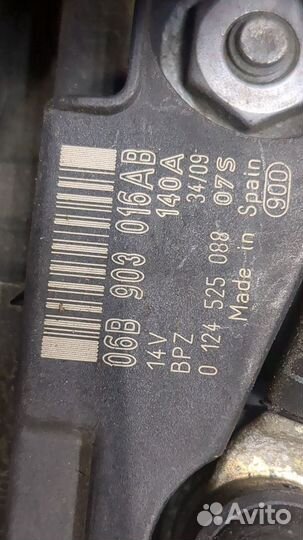 06B 903 016AB
14V 140A
BPZ 34/09
0 124 525 088 07S
Made in Spain 900
Avito